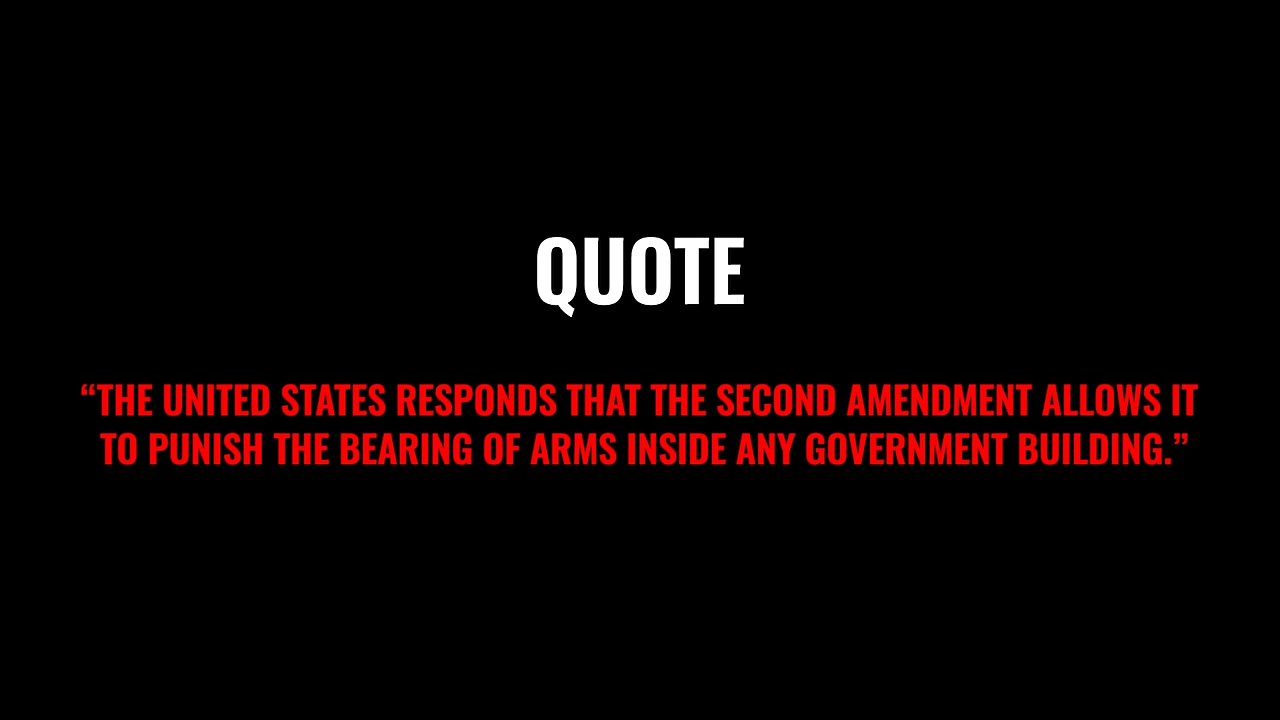 QUOTE
“THE UNITED STATES RESPONDS THAT THE SECOND AMENDMENT ALLOWS IT
TO PUNISH THE BEARING OF ARMS INSIDE ANY GOVERNMENT BUILDING.”